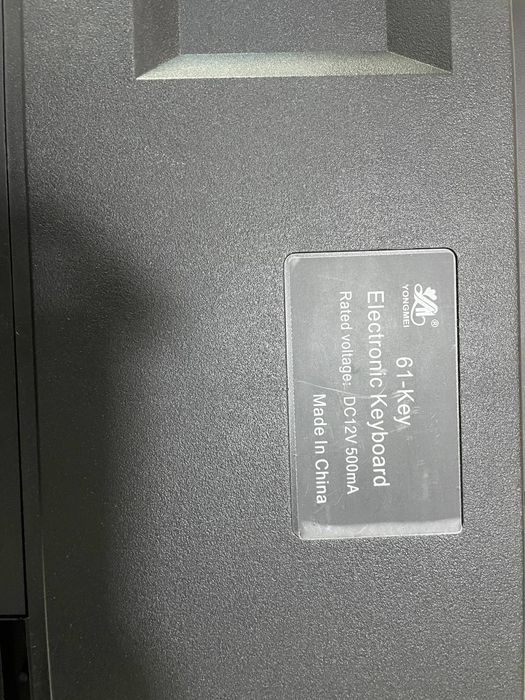 ®
YONGMEI
61-Key
Electronic Keyboard
Rated voltage: DC12V 500mA
Made In China